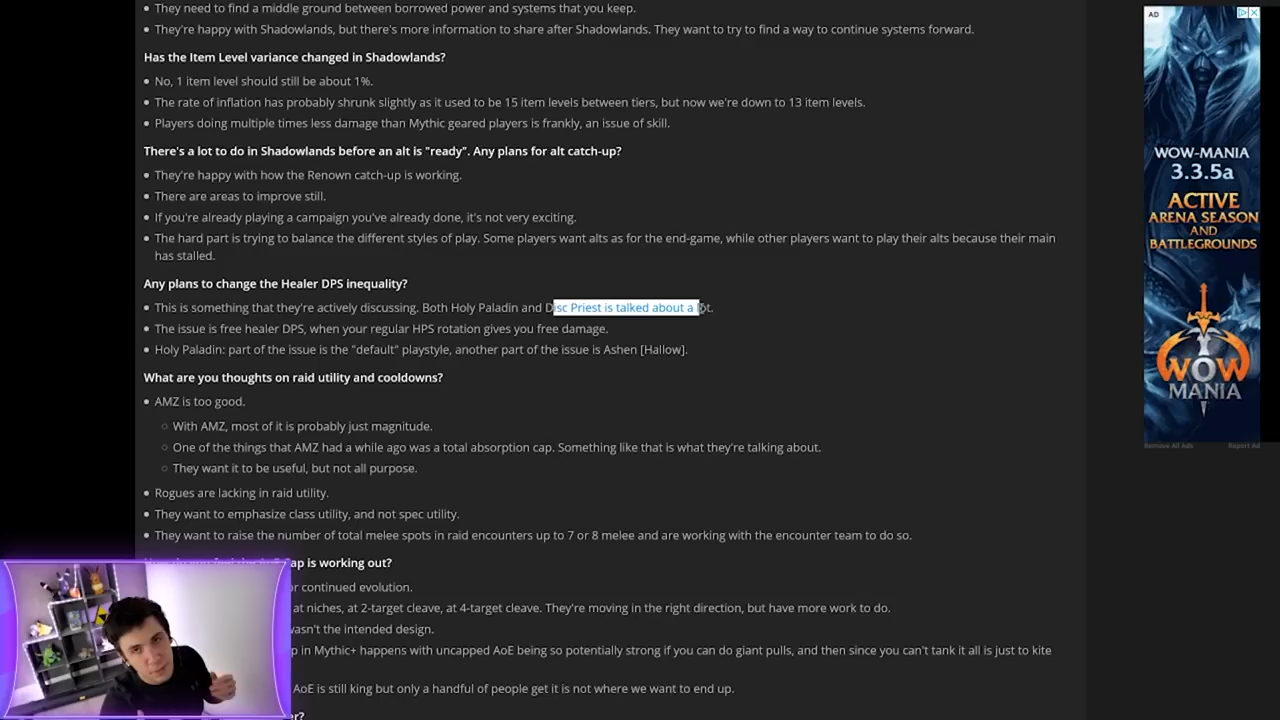 They need to find a middle ground between borrowed power and systems that you keep.
They're happy with Shadowlands, but there's more information to share after Shadowlands. They want to try to find a way to continue systems forward.
Has the Item Level variance changed in Shadowlands?
No, 1 item level should still be about 1%.
The rate of inflation has probably shrunk slightly as it used to be 15 item levels between tiers, but now we're down to 13 item levels.
Players doing multiple times less damage than Mythic geared players is frankly, an issue of skill.
There's a lot to do in Shadowlands before an alt is "ready". Any plans for alt catch-up?
They're happy with how the Renown catch-up is working.
There are areas to improve still.
If you're already playing a campaign you've already done, it's not very exciting.
The hard part is trying to balance the different styles of play. Some players want alts as for the end-game, while other players want to play their alts because their main
has stalled.
Any plans to change the Healer DPS inequality?
This is something that they're actively discussing. Both Holy Paladin and Disc Priest is talked about a lot.
The issue is free healer DPS, when your regular HPS rotation gives you free damage.
Holy Paladin: part of the issue is the "default" playstyle, another part of the issue is Ashen [Hallow].
What are you thoughts on raid utility and cooldowns?
AMZ is too good.
With AMZ, most of it is probably just magnitude.
One of the things that AMZ had a while ago was a total absorption cap. Something like that is what they're talking about.
They want it to be useful, but not all purpose.
Rogues are lacking in raid utility.
They want to emphasize class utility, and not spec utility.
They want to raise the number of total melee spots in raid encounters up to 7 or 8 melee and are working with the encounter team to do so.
is working out?
continued evolution.
at niches, at 2-target cleave, at 4-target cleave. They're moving in the right direction, but have more work to do.
wasn't the intended design.
in Mythic+ happens with uncapped AoE being so potentially strong if you can do giant pulls, and then since you can't tank it all is just to kite
AoE is still king but only a handful of people get it is not where we want to end up.
AD
WOW-MANIA
3.3.5a
ACTIVE
ARENA SEASON
AND
BATTLEGROUNDS
WOW
MANIA
Remove All Ads
Report Ad